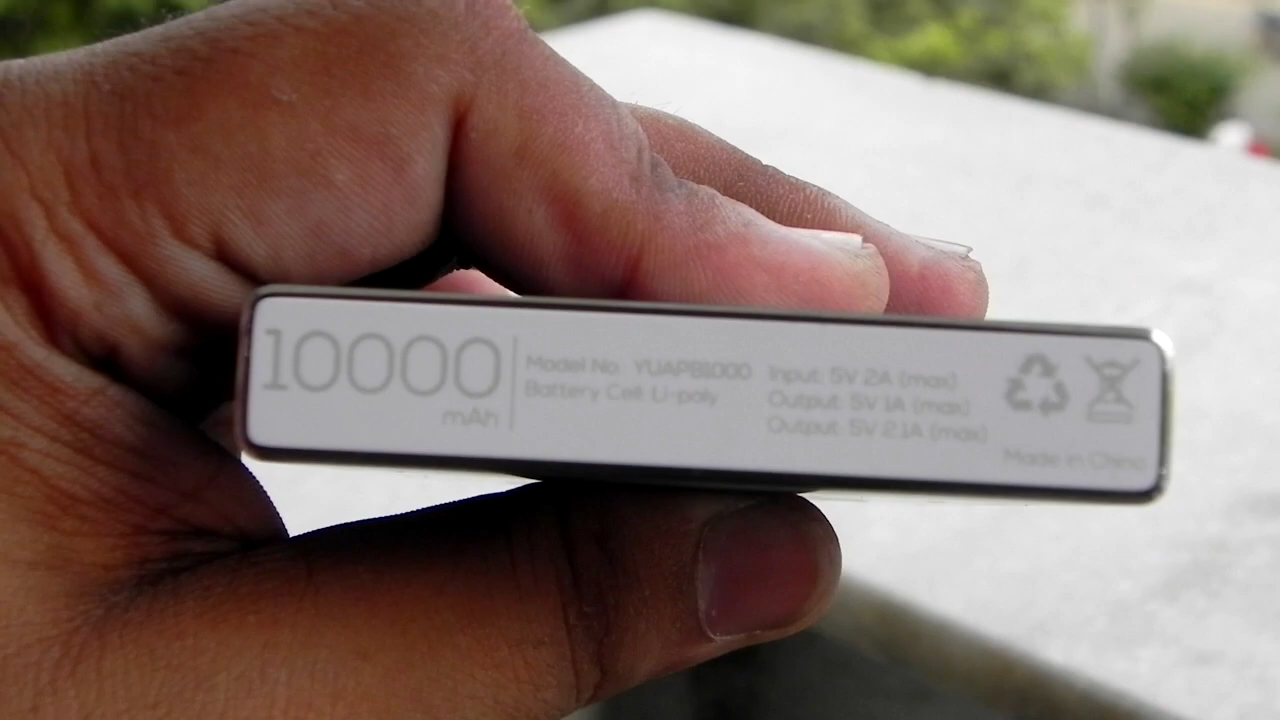 10000
mAh
Model No. YUAPB1000
Battery Cell: Li-poly
Input: 5V 2A (max)
Output: 5V 1A (max)
Output: 5V 2.1A (max)
Made in China